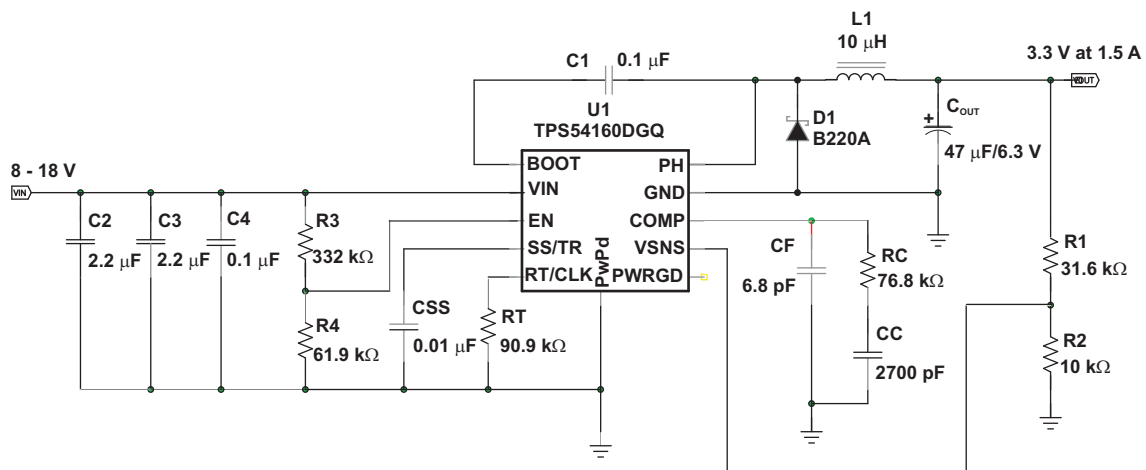 L1
10 μH
3.3 V at 1.5 A
C1
0.1 μF
VOUT
U1
TPS54160DGQ
D1
B220A
COUT
+
47 μF/6.3 V
8 - 18 V
VIN
BOOT
VIN
EN
SS/TR
RT/CLK
PwPd
PH
GND
COMP
VSNS
PWRGD
C2
2.2 μF
C3
2.2 μF
C4
0.1 μF
R3
332 kΩ
R4
61.9 kΩ
CSS
0.01 μF
RT
90.9 kΩ
CF
6.8 pF
RC
76.8 kΩ
CC
2700 pF
R1
31.6 kΩ
R2
10 kΩ